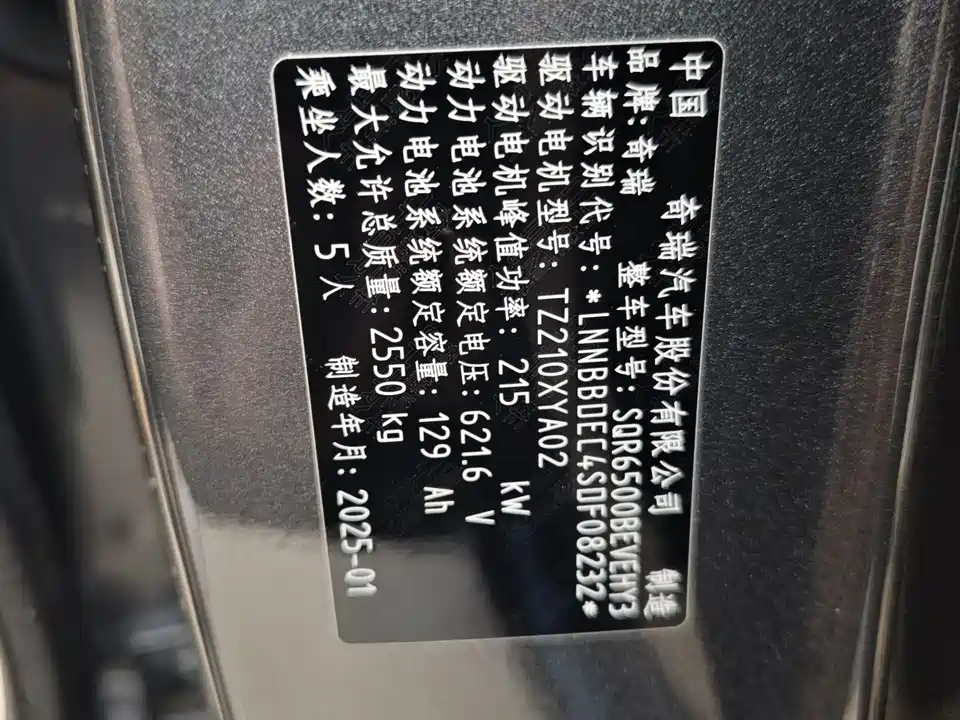 中国 奇瑞汽车股份有限公司 制造
品牌: 奇瑞 整车型号: SQR6500BEVEHY3
车辆识别代号: *LNNBBDEC4SDF08232*
驱动电机型号: TZ210XYA02
驱动电机峰值功率: 215 kW
动力电池系统额定电压: 621.6 V
动力电池系统额定容量: 129 Ah
最大允许总质量: 2550 kg
乘坐人数: 5 人 制造年月: 2025-01